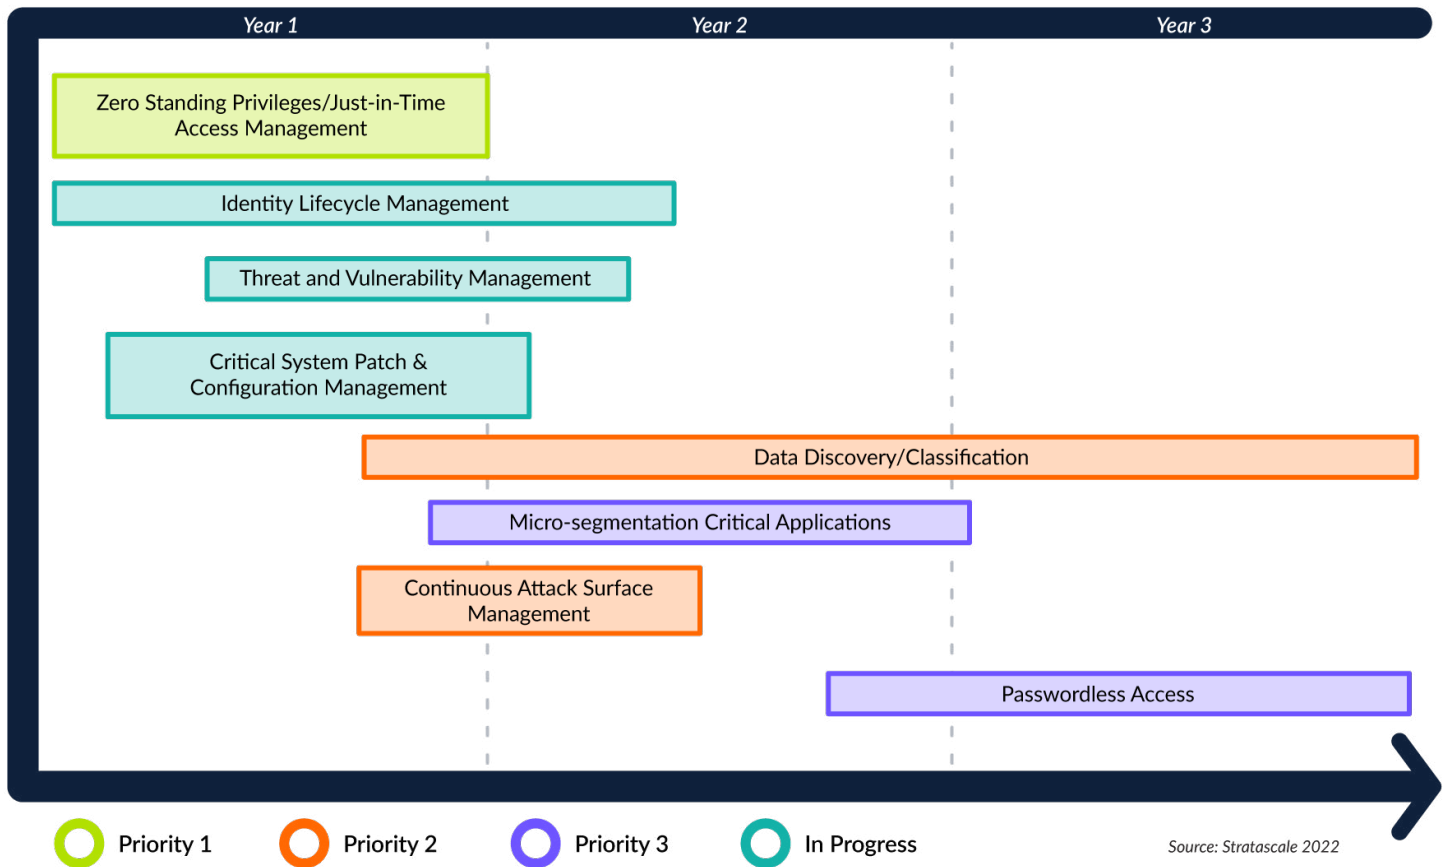 Year 1
Year 2
Year 3
Zero Standing Privileges/Just-in-Time
Access Management
Identity Lifecycle Management
Threat and Vulnerability Management
Critical System Patch &
Configuration Management
Data Discovery/Classification
Micro-segmentation Critical Applications
Continuous Attack Surface
Management
Passwordless Access
Priority 1
Priority 2
Priority 3
In Progress
Source: Stratascale 2022